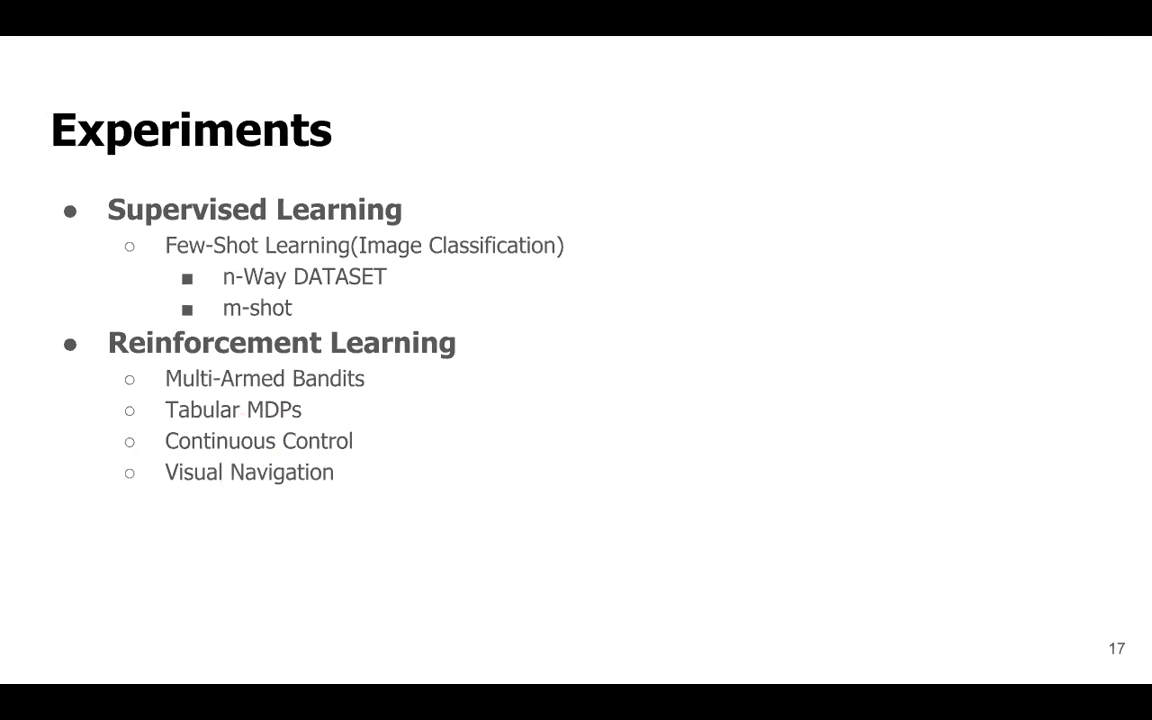 Experiments
● Supervised Learning
○ Few-Shot Learning(Image Classification)
■ n-Way DATASET
■ m-shot
● Reinforcement Learning
○ Multi-Armed Bandits
○ Tabular MDPs
○ Continuous Control
○ Visual Navigation
17